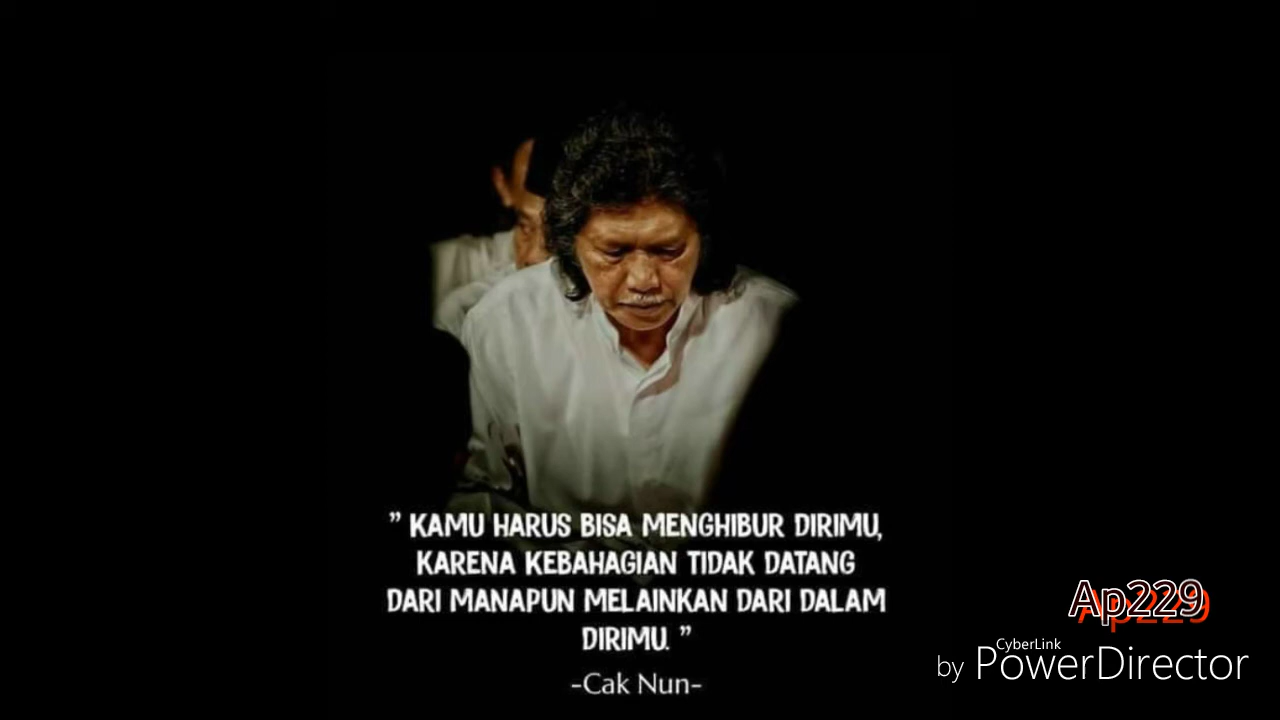 ” KAMU HARUS BISA MENGHIBUR DIRIMU,
KARENA KEBAHAGIAN TIDAK DATANG
DARI MANAPUN MELAINKAN DARI DALAM
DIRIMU. ”
-Cak Nun-
Ap229
CyberLink
by PowerDirector